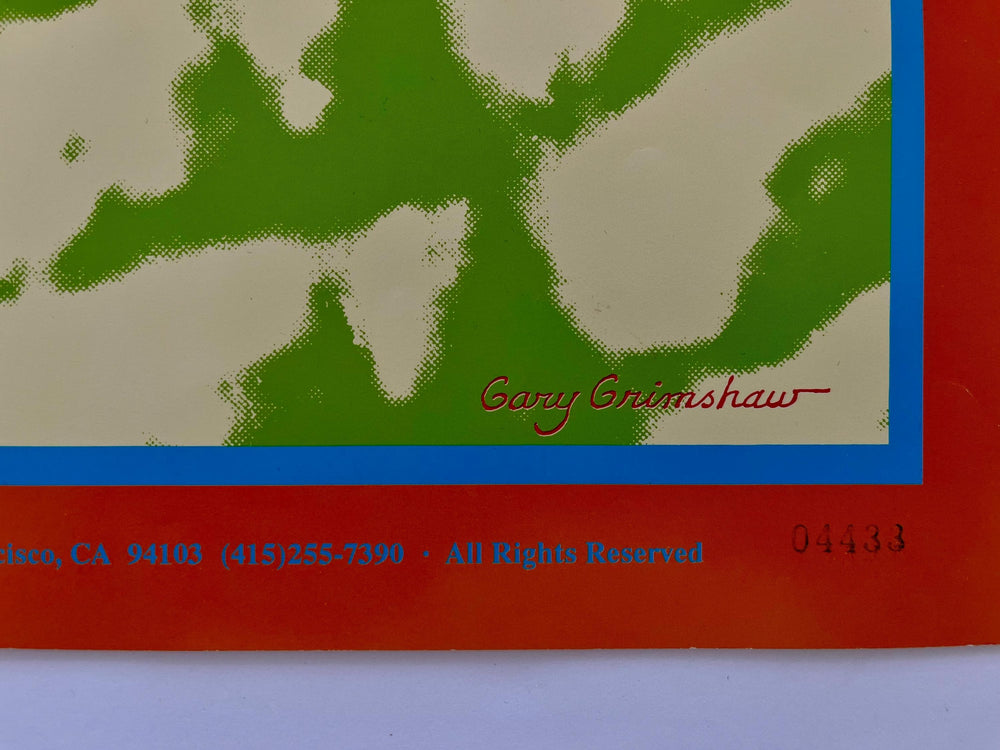 Gary Grimshaw
cisco, CA 94103 (415)255-7390 · All Rights Reserved
04433